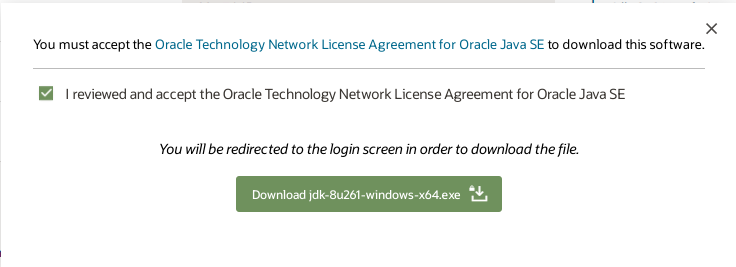 You must accept the Oracle Technology Network License Agreement for Oracle Java SE to download this software.
I reviewed and accept the Oracle Technology Network License Agreement for Oracle Java SE
You will be redirected to the login screen in order to download the file.
Download jdk-8u261-windows-x64.exe